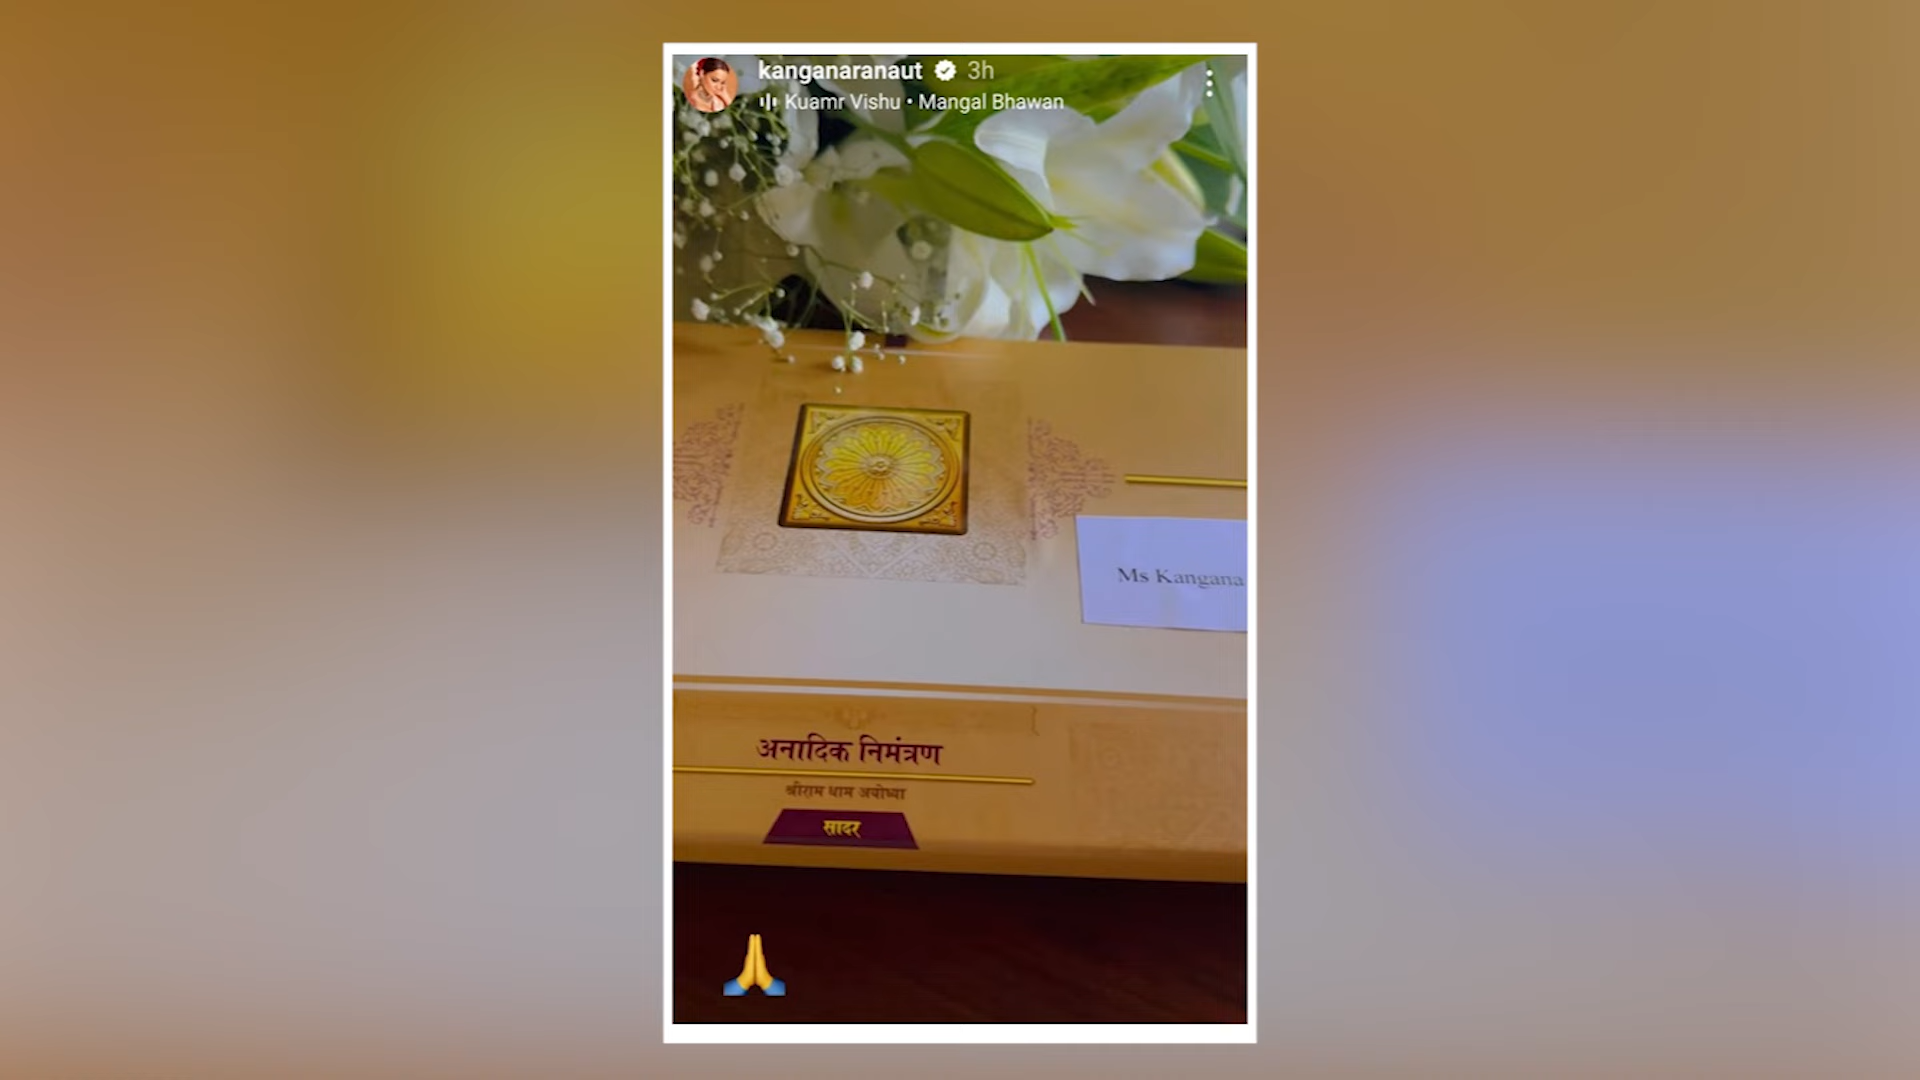 kanganaranaut 3h
Kuamr Vishu • Mangal Bhawan
Ms Kangana
अनादिक निमंत्रण
श्रीराम धाम अयोध्या
सादर